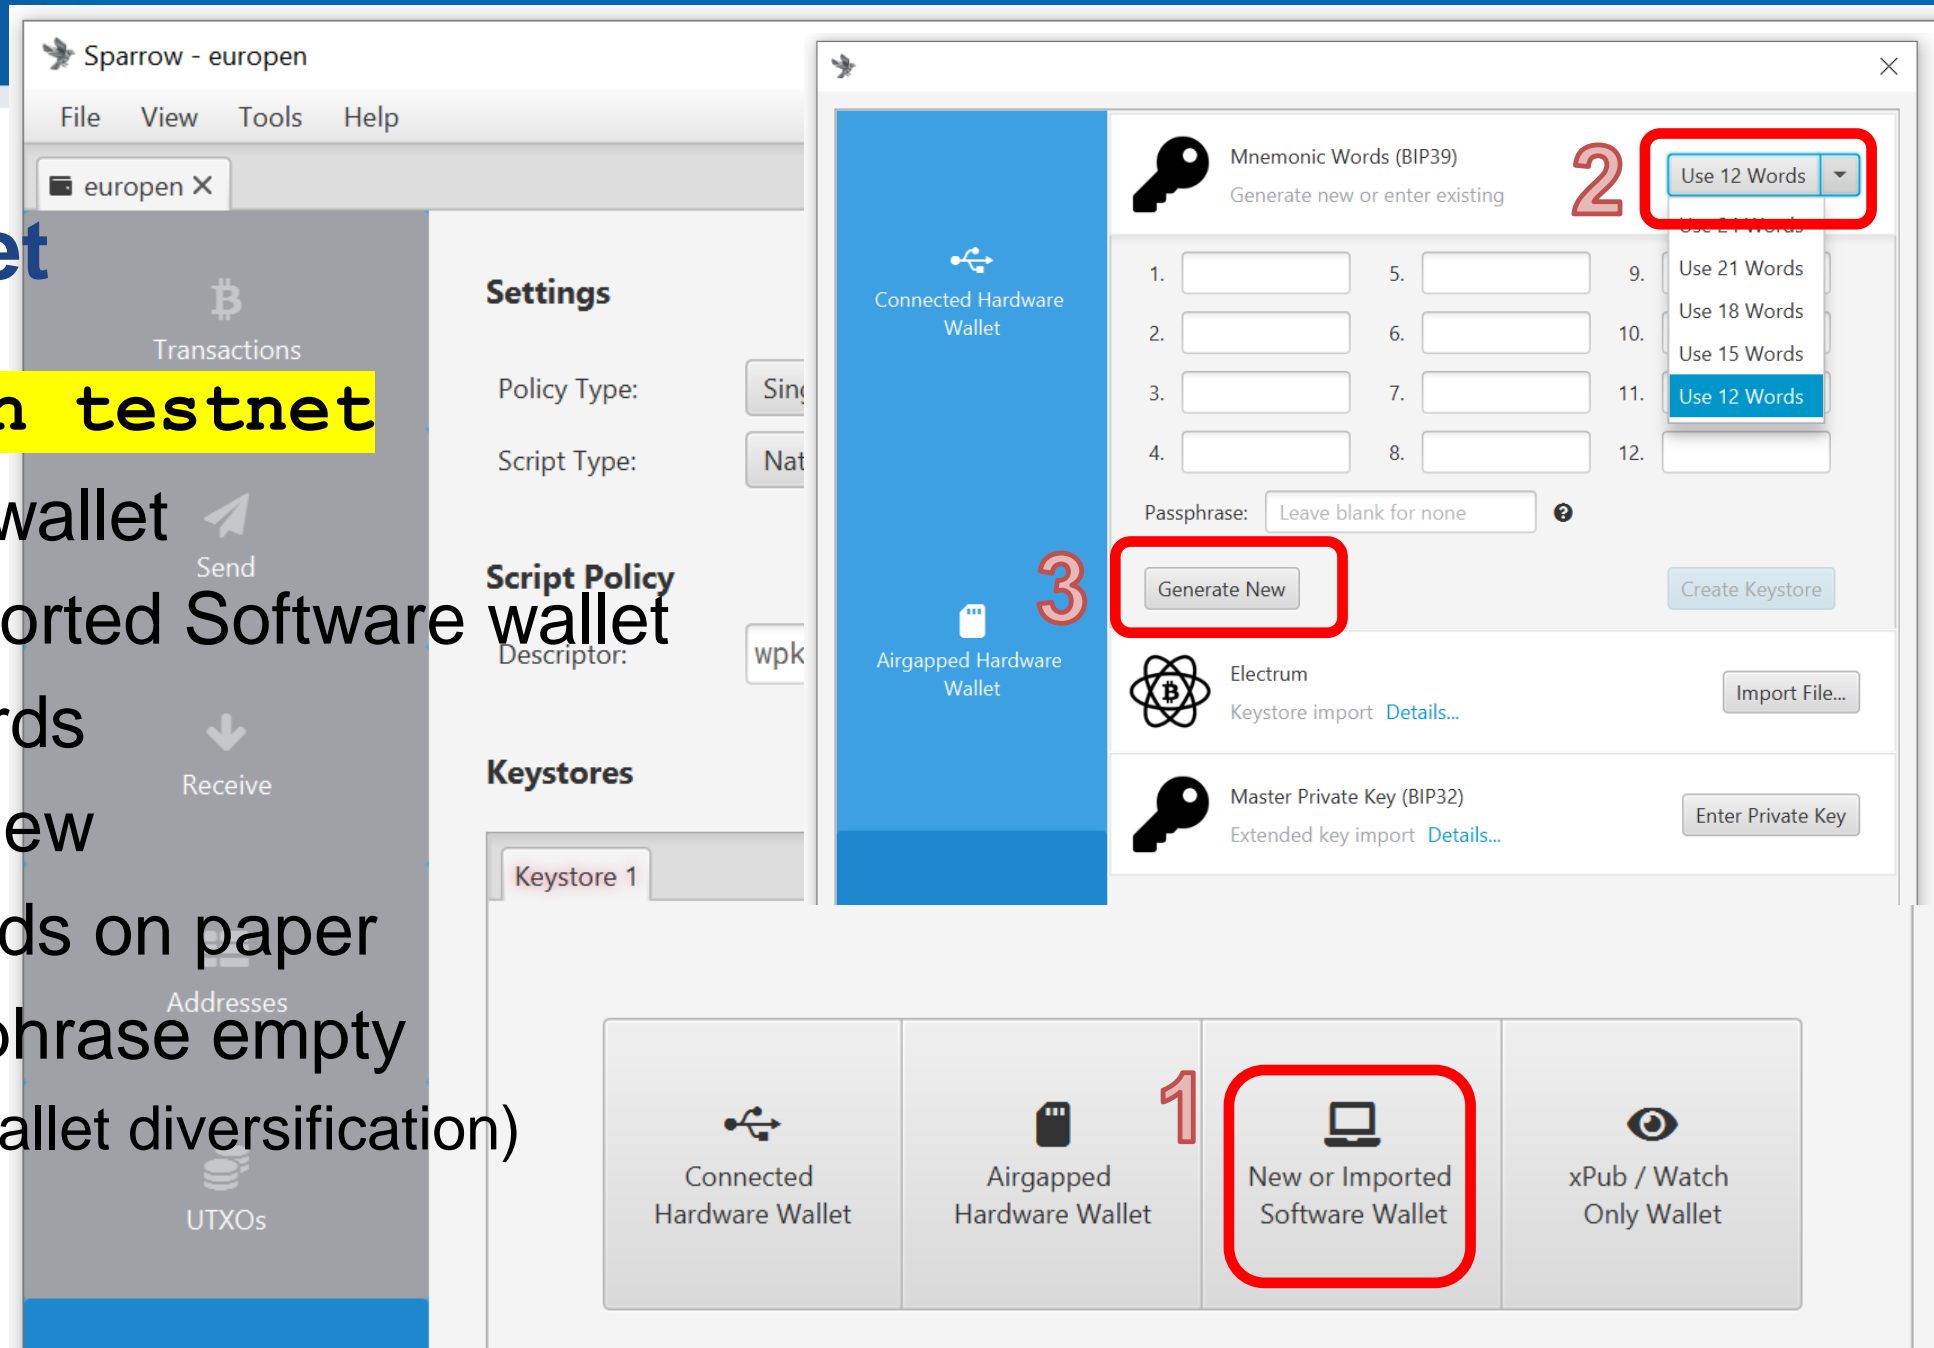 Sparrow - europen
File View Tools Help
europen
et
Transactions
n testnet
wallet
Send
orted Software wallet
rds
Receive
ew
ds on paper
Addresses
phrase empty
allet diversification)
UTXOs
Settings
Policy Type:
Script Type:
Script Policy
Descriptor: wpk
Keystores
Keystore 1
Connected Hardware
Wallet
Airgapped Hardware
Wallet
Mnemonic Words (BIP39)
Generate new or enter existing
2
Use 12 Words
Use 24 Words
Use 21 Words
Use 18 Words
Use 15 Words
Use 12 Words
1. 5. 9.
2. 6. 10.
3. 7. 11.
4. 8. 12.
Passphrase: Leave blank for none
3
Generate New Create Keystore
Electrum
Keystore import Details...
Import File...
Master Private Key (BIP32)
Extended key import Details...
Enter Private Key
1
Connected
Hardware Wallet
Airgapped
Hardware Wallet
New or Imported
Software Wallet
xPub / Watch
Only Wallet